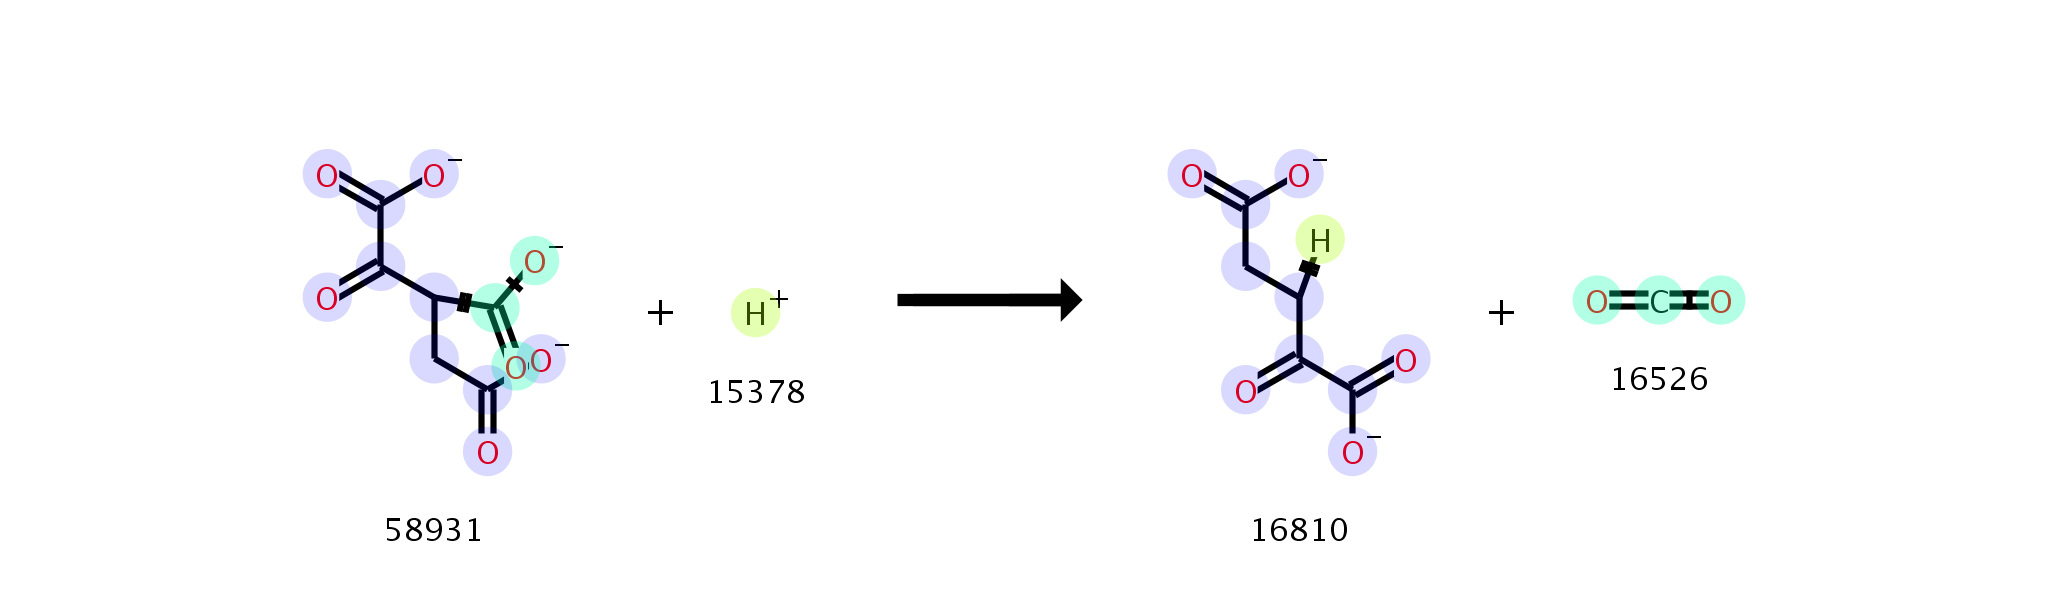 O O⁻ O O⁻
O O⁻ + H⁺ H + O C O
O O O O
O O⁻
15378 16526
58931 16810